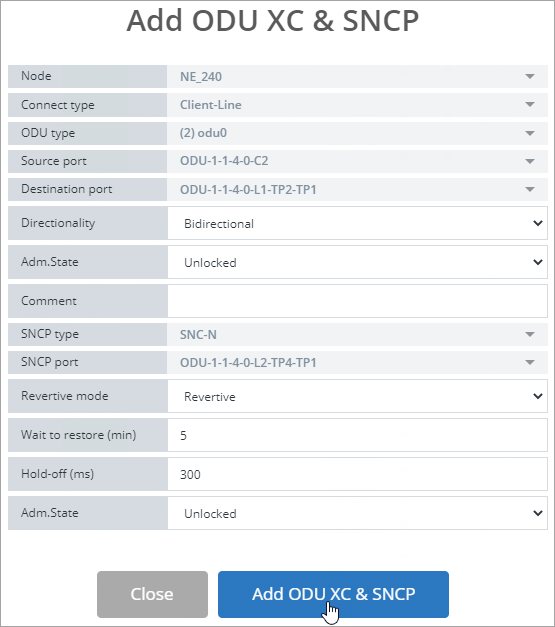 Add ODU XC & SNCP
Node NE_240
Connect type Client-Line
ODU type (2) odu0
Source port ODU-1-1-4-0-C2
Destination port ODU-1-1-4-0-L1-TP2-TP1
Directionality Bidirectional
Adm.State Unlocked
Comment
SNCP type SNC-N
SNCP port ODU-1-1-4-0-L2-TP4-TP1
Revertive mode Revertive
Wait to restore (min) 5
Hold-off (ms) 300
Adm.State Unlocked
Close Add ODU XC & SNCP